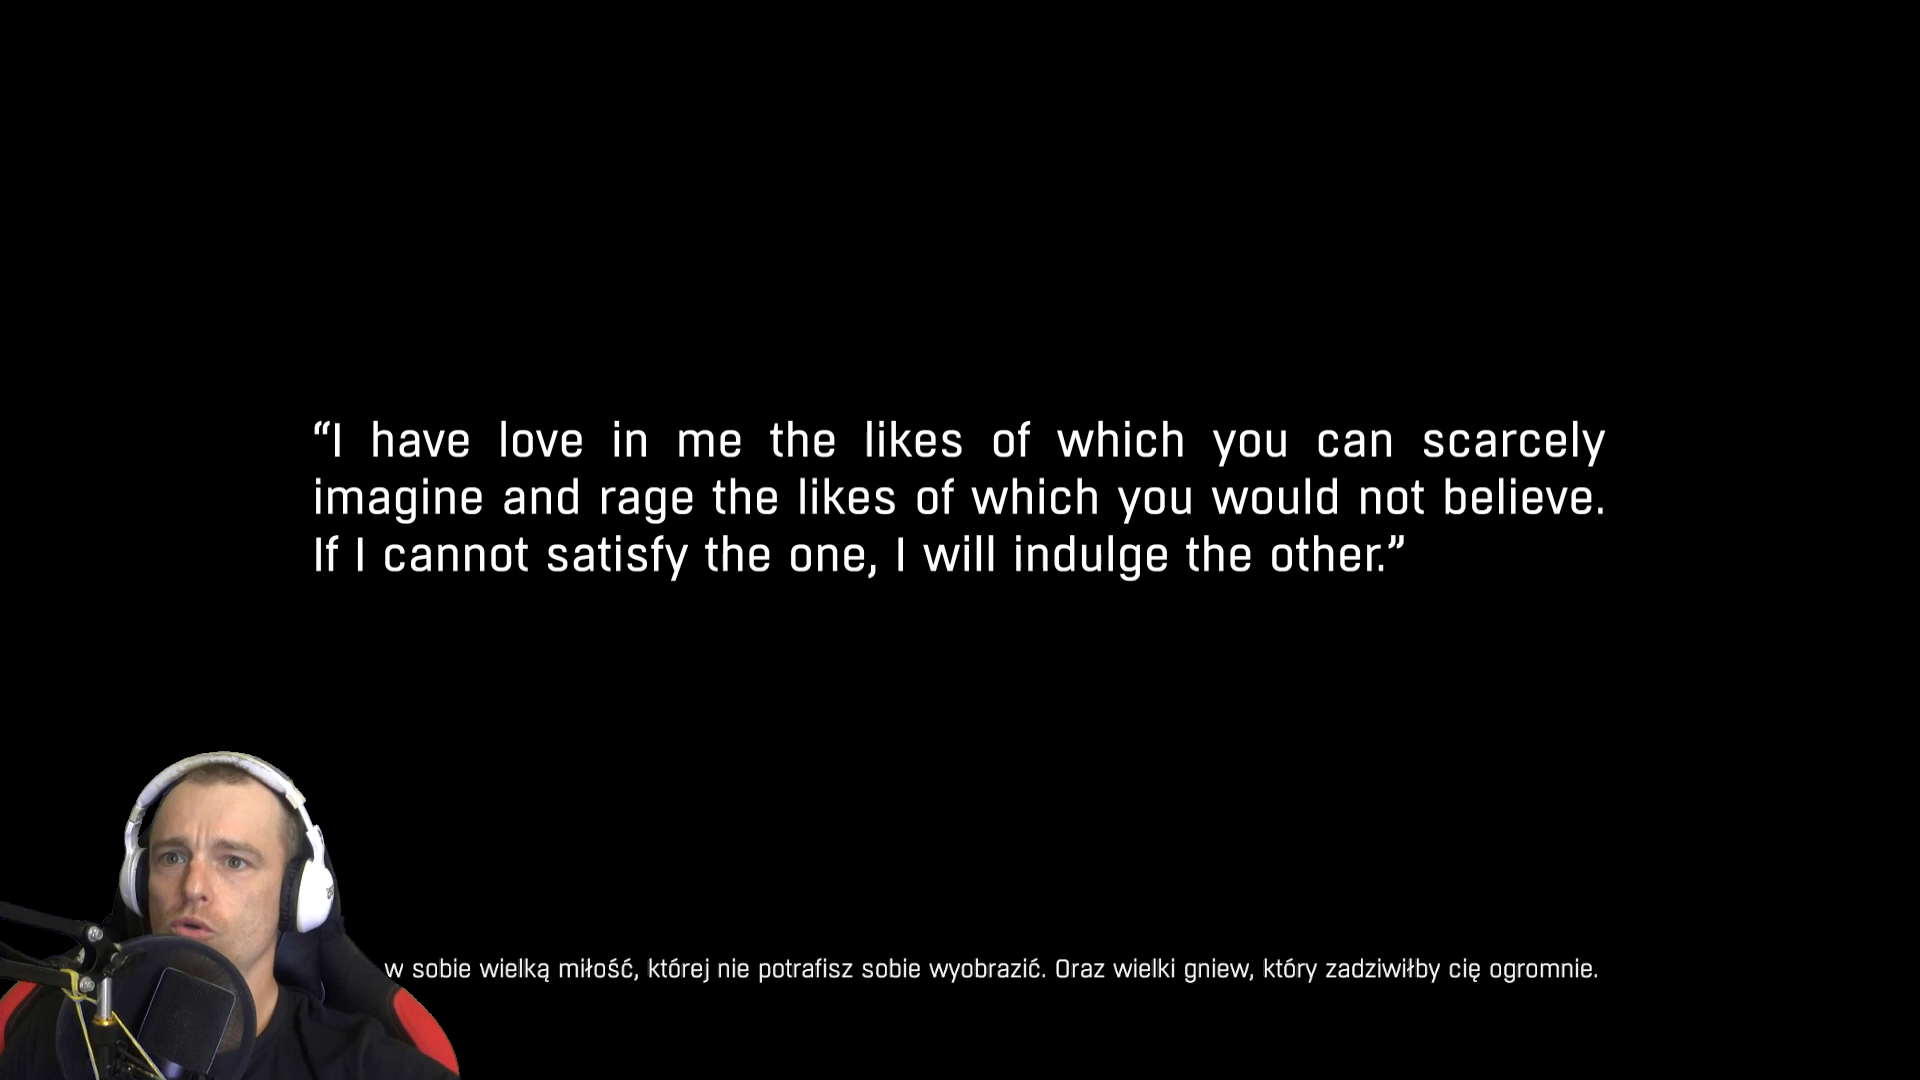 “I have love in me the likes of which you can scarcely
imagine and rage the likes of which you would not believe.
If I cannot satisfy the one, I will indulge the other.”
w sobie wielką miłość, której nie potrafisz sobie wyobrazić. Oraz wielki gniew, który zadziwiłby cię ogromnie.